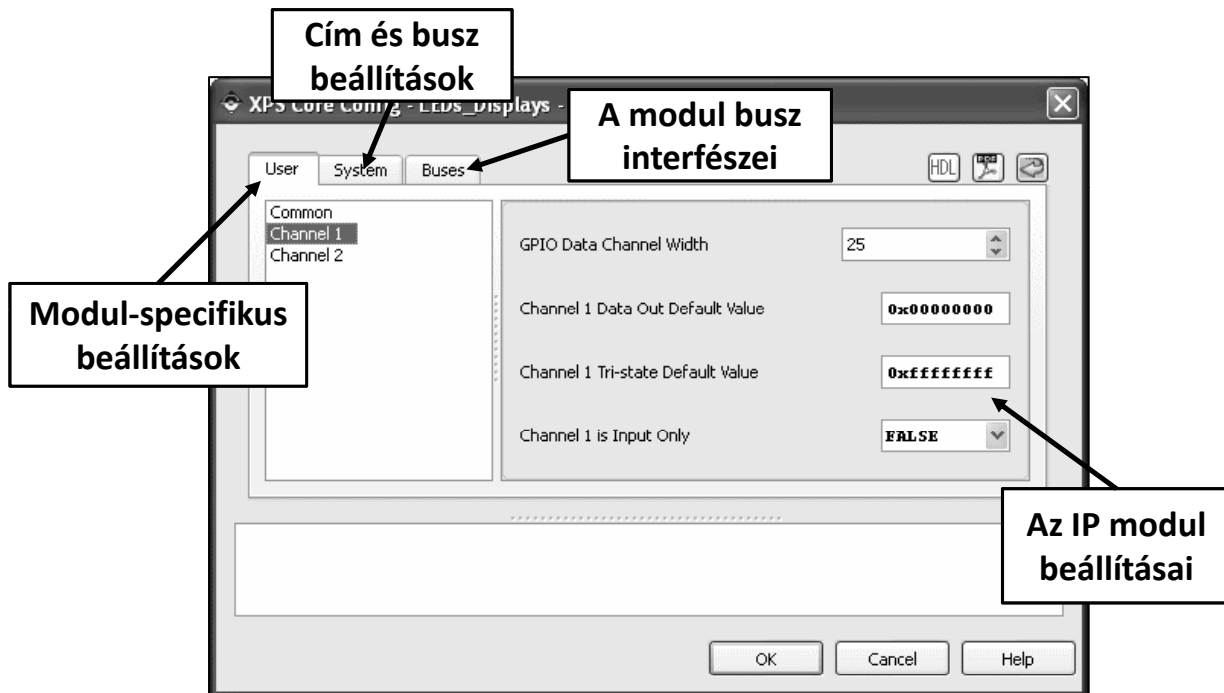 Cím és busz
beállítások
XPS Core Config - LEDs_Displays -
A modul busz
interfészei
User System Buses
HDL PDF
Common
Channel 1
Channel 2
GPIO Data Channel Width 25
Channel 1 Data Out Default Value 0x00000000
Channel 1 Tri-state Default Value 0xffffffff
Channel 1 is Input Only FALSE
Modul-specifikus
beállítások
Az IP modul
beállításai
OK Cancel Help